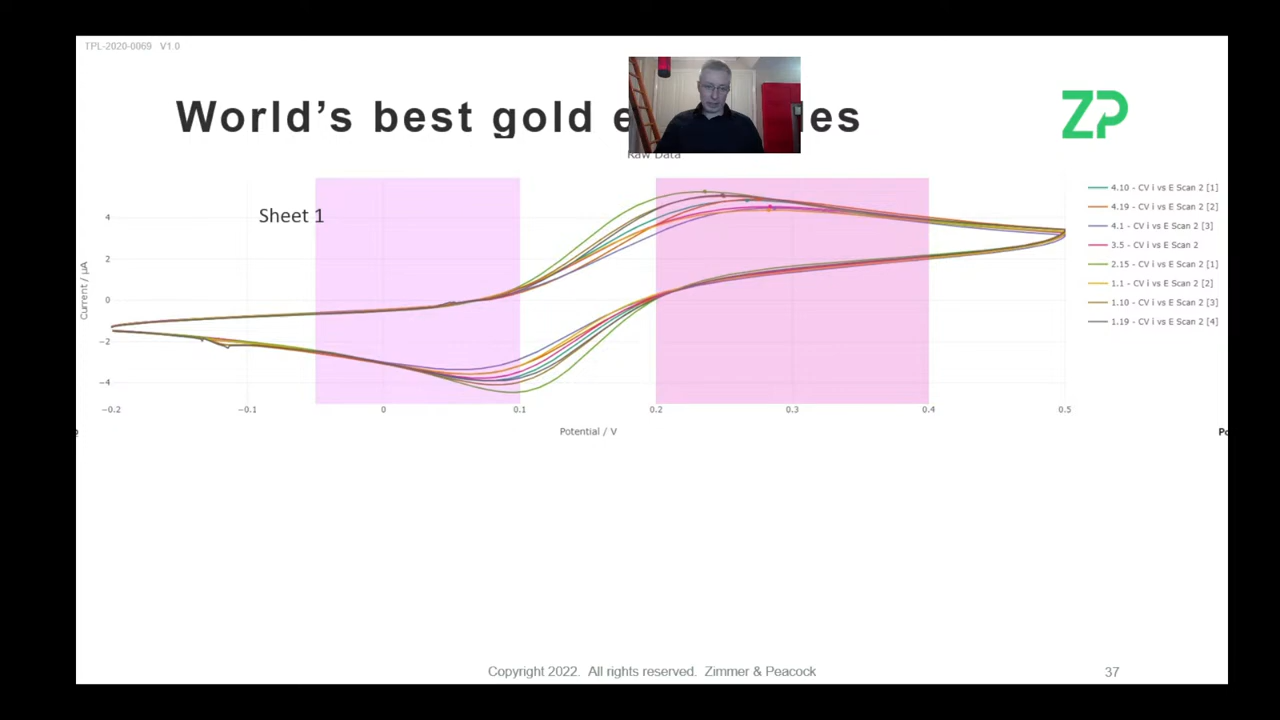 TPL-2020-0069 V1.0
World's best gold
ZP
Raw Data
Sheet 1
4.10 - CV i vs E Scan 2 [1]
4.19 - CV i vs E Scan 2 [2]
4.1 - CV i vs E Scan 2 [3]
3.5 - CV i vs E Scan 2
2.15 - CV i vs E Scan 2 [1]
1.1 - CV i vs E Scan 2 [2]
1.10 - CV i vs E Scan 2 [3]
1.19 - CV i vs E Scan 2 [4]
Current / µA
4
2
0
−2
−4
−0.2 −0.1 0 0.1 0.2 0.3 0.4 0.5
Potential / V
Copyright 2022. All rights reserved. Zimmer & Peacock
37